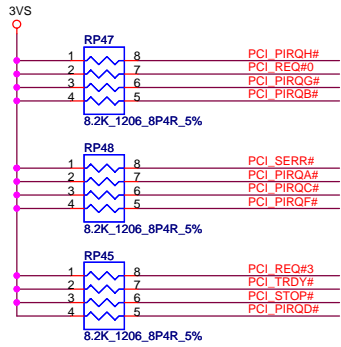 3VS
RP47
1 8 PCI_PIRQH#
2 7 PCI_REQ#0
3 6 PCI_PIRQG#
4 5 PCI_PIRQB#
8.2K_1206_8P4R_5%
RP48
1 8 PCI_SERR#
2 7 PCI_PIRQA#
3 6 PCI_PIRQC#
4 5 PCI_PIRQF#
8.2K_1206_8P4R_5%
RP45
1 8 PCI_REQ#3
2 7 PCI_TRDY#
3 6 PCI_STOP#
4 5 PCI_PIRQD#
8.2K_1206_8P4R_5%